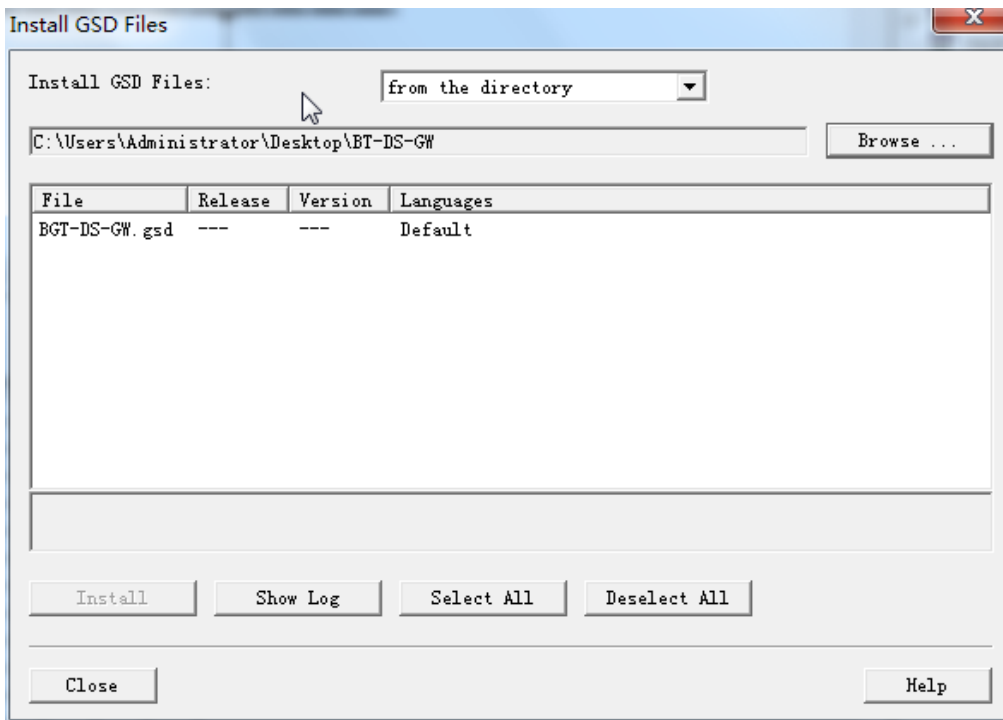 Install GSD Files
Install GSD Files: from the directory
C:\Users\Administrator\Desktop\BT-DS-GW Browse ...
File Release Version Languages
BGT-DS-GW.gsd --- --- Default
Install Show Log Select All Deselect All
Close Help